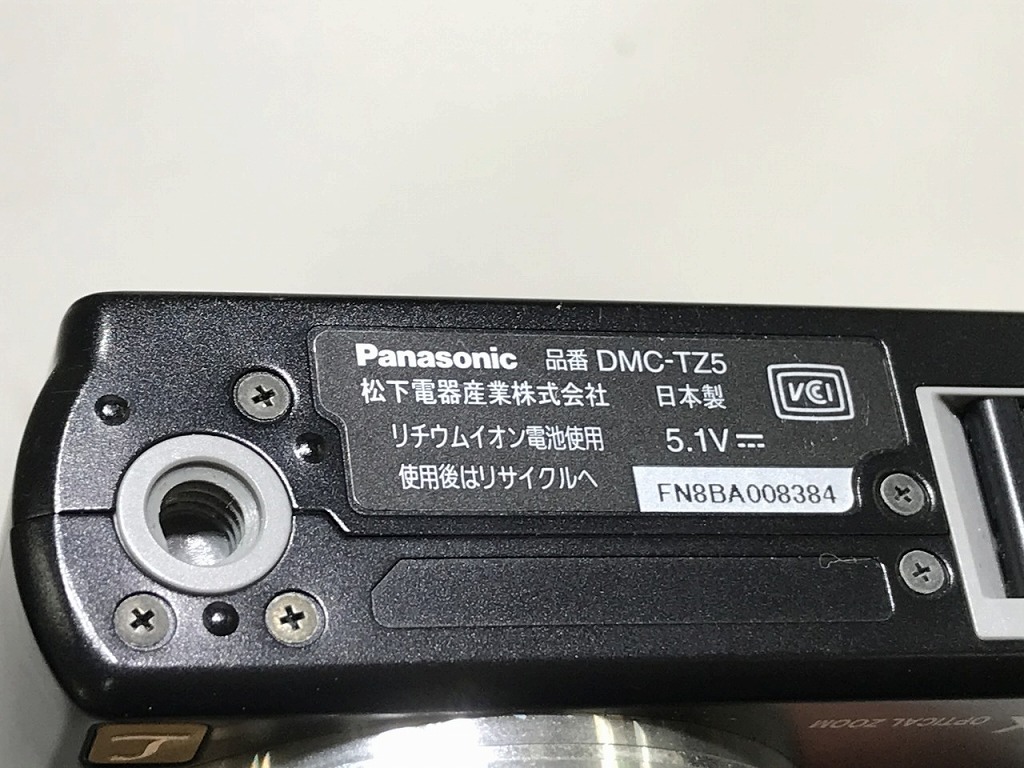 Panasonic 品番 DMC-TZ5
松下電器産業株式会社 日本製
VCI
リチウムイオン電池使用 5.1V⎓
使用後はリサイクルへ
FN8BA008384
OPTICAL ZOOM
L